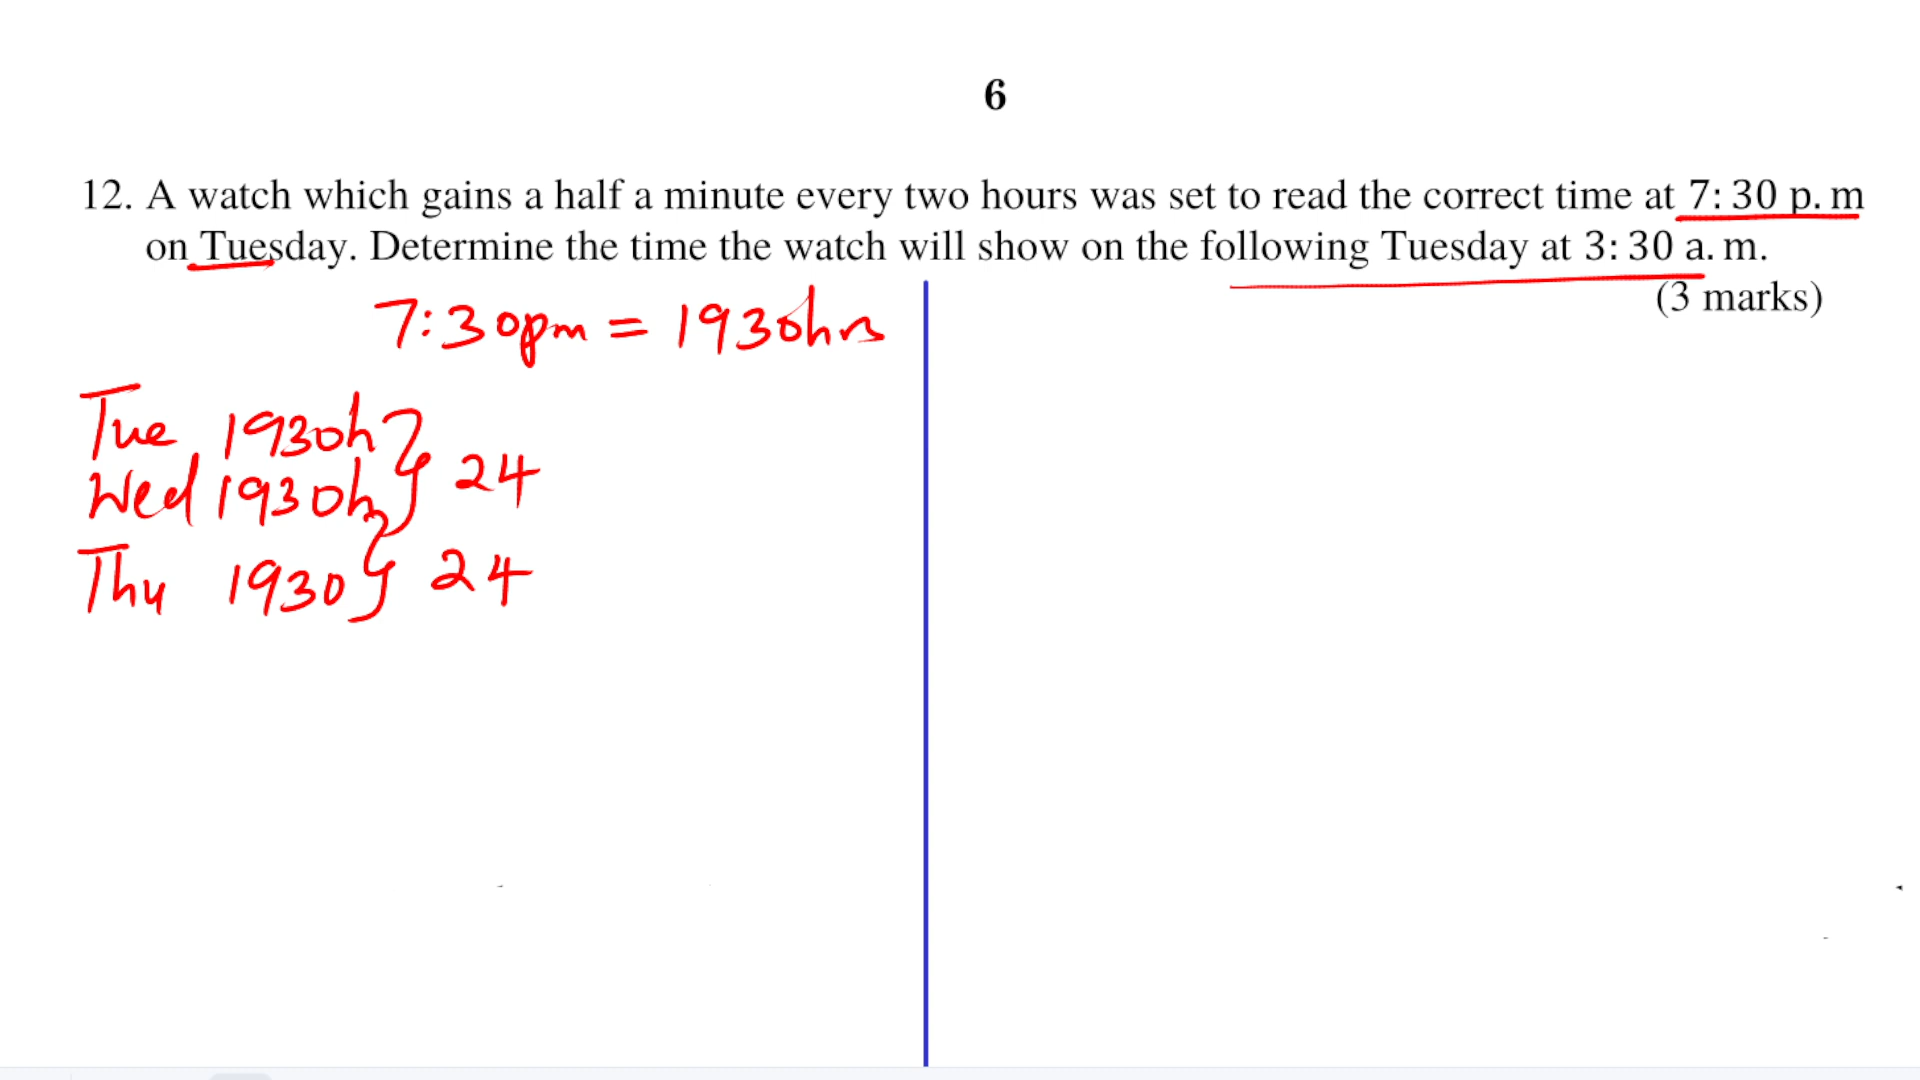 6
12. A watch which gains a half a minute every two hours was set to read the correct time at 7: 30 p. m
on Tuesday. Determine the time the watch will show on the following Tuesday at 3: 30 a. m.
(3 marks)
7:30pm = 1930hrs
Tue 1930h
Wed 1930h } 24
Thu 1930 } 24